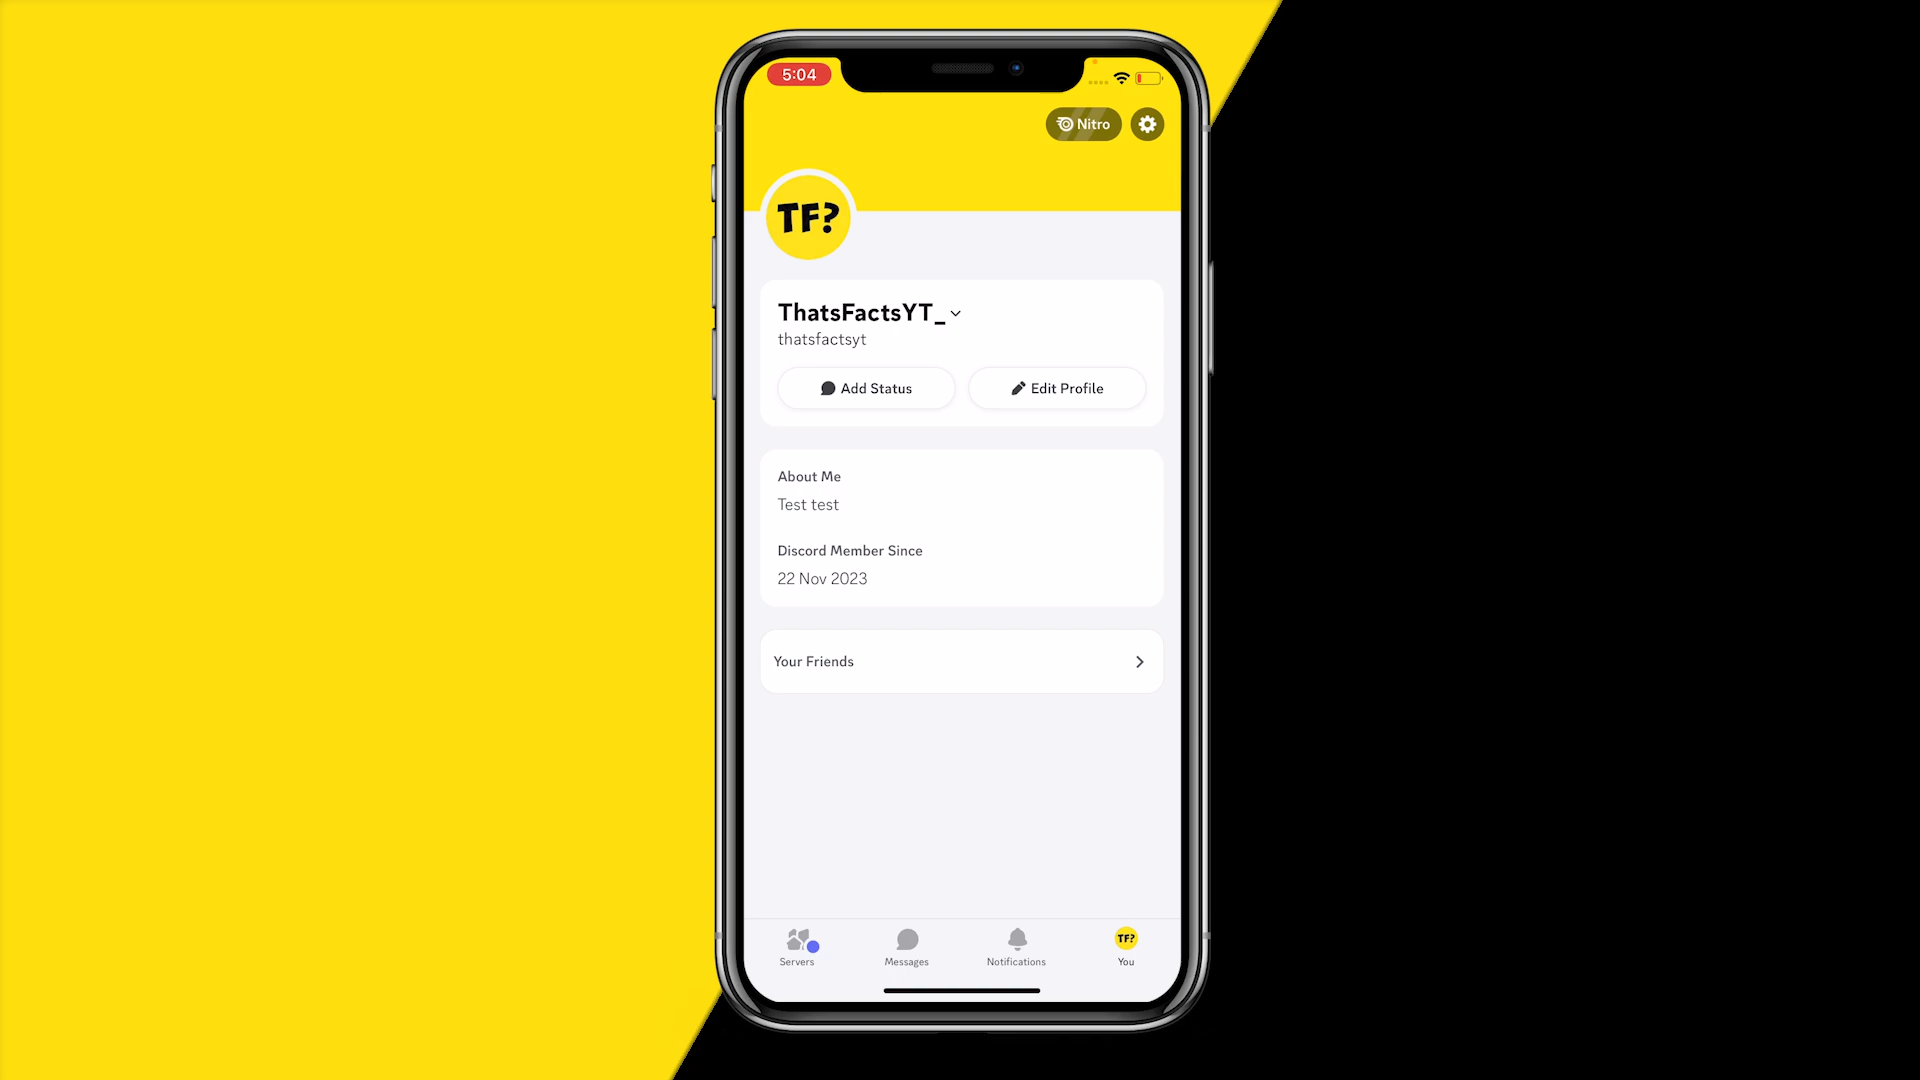 5:04
Nitro
TF?
ThatsFactsYT_
thatsfactsyt
Add Status
Edit Profile
About Me
Test test
Discord Member Since
22 Nov 2023
Your Friends
TF?
Servers
Messages
Notifications
You